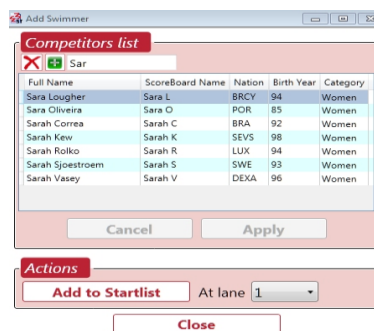 Add Swimmer
Competitors list
Sar
Full Name ScoreBoard Name Nation Birth Year Category
Sara Lougher Sara L BRCY 94 Women
Sara Oliveira Sara O POR 85 Women
Sarah Correa Sarah C BRA 92 Women
Sarah Kew Sarah K SEVS 98 Women
Sarah Rolko Sarah R LUX 94 Women
Sarah Sjoestroem Sarah S SWE 93 Women
Sarah Vasey Sarah V DEXA 96 Women
Cancel Apply
Actions
Add to Startlist At lane 1
Close